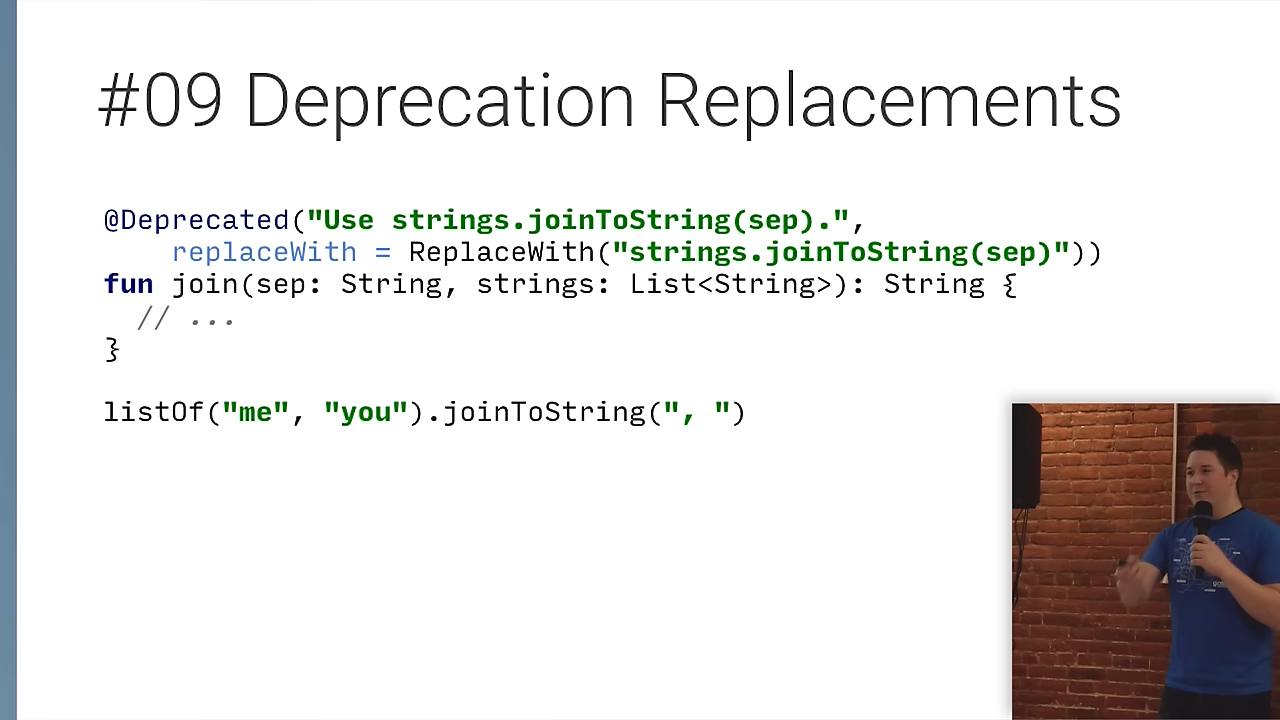 #09 Deprecation Replacements
@Deprecated("Use strings.joinToString(sep).",
    replaceWith = ReplaceWith("strings.joinToString(sep)"))
fun join(sep: String, strings: List<String>): String {
  // ...
}
listOf("me", "you").joinToString(", ")